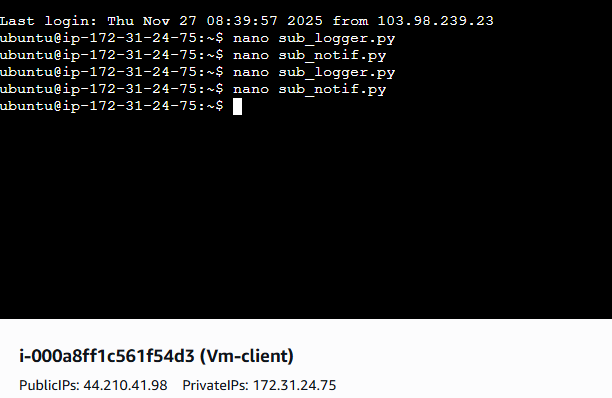 Last login: Thu Nov 27 08:39:57 2025 from 103.98.239.23
ubuntu@ip-172-31-24-75:~$ nano sub_logger.py
ubuntu@ip-172-31-24-75:~$ nano sub_notif.py
ubuntu@ip-172-31-24-75:~$ nano sub_logger.py
ubuntu@ip-172-31-24-75:~$ nano sub_notif.py
ubuntu@ip-172-31-24-75:~$
i-000a8ff1c561f54d3 (Vm-client)
PublicIPs: 44.210.41.98 PrivateIPs: 172.31.24.75